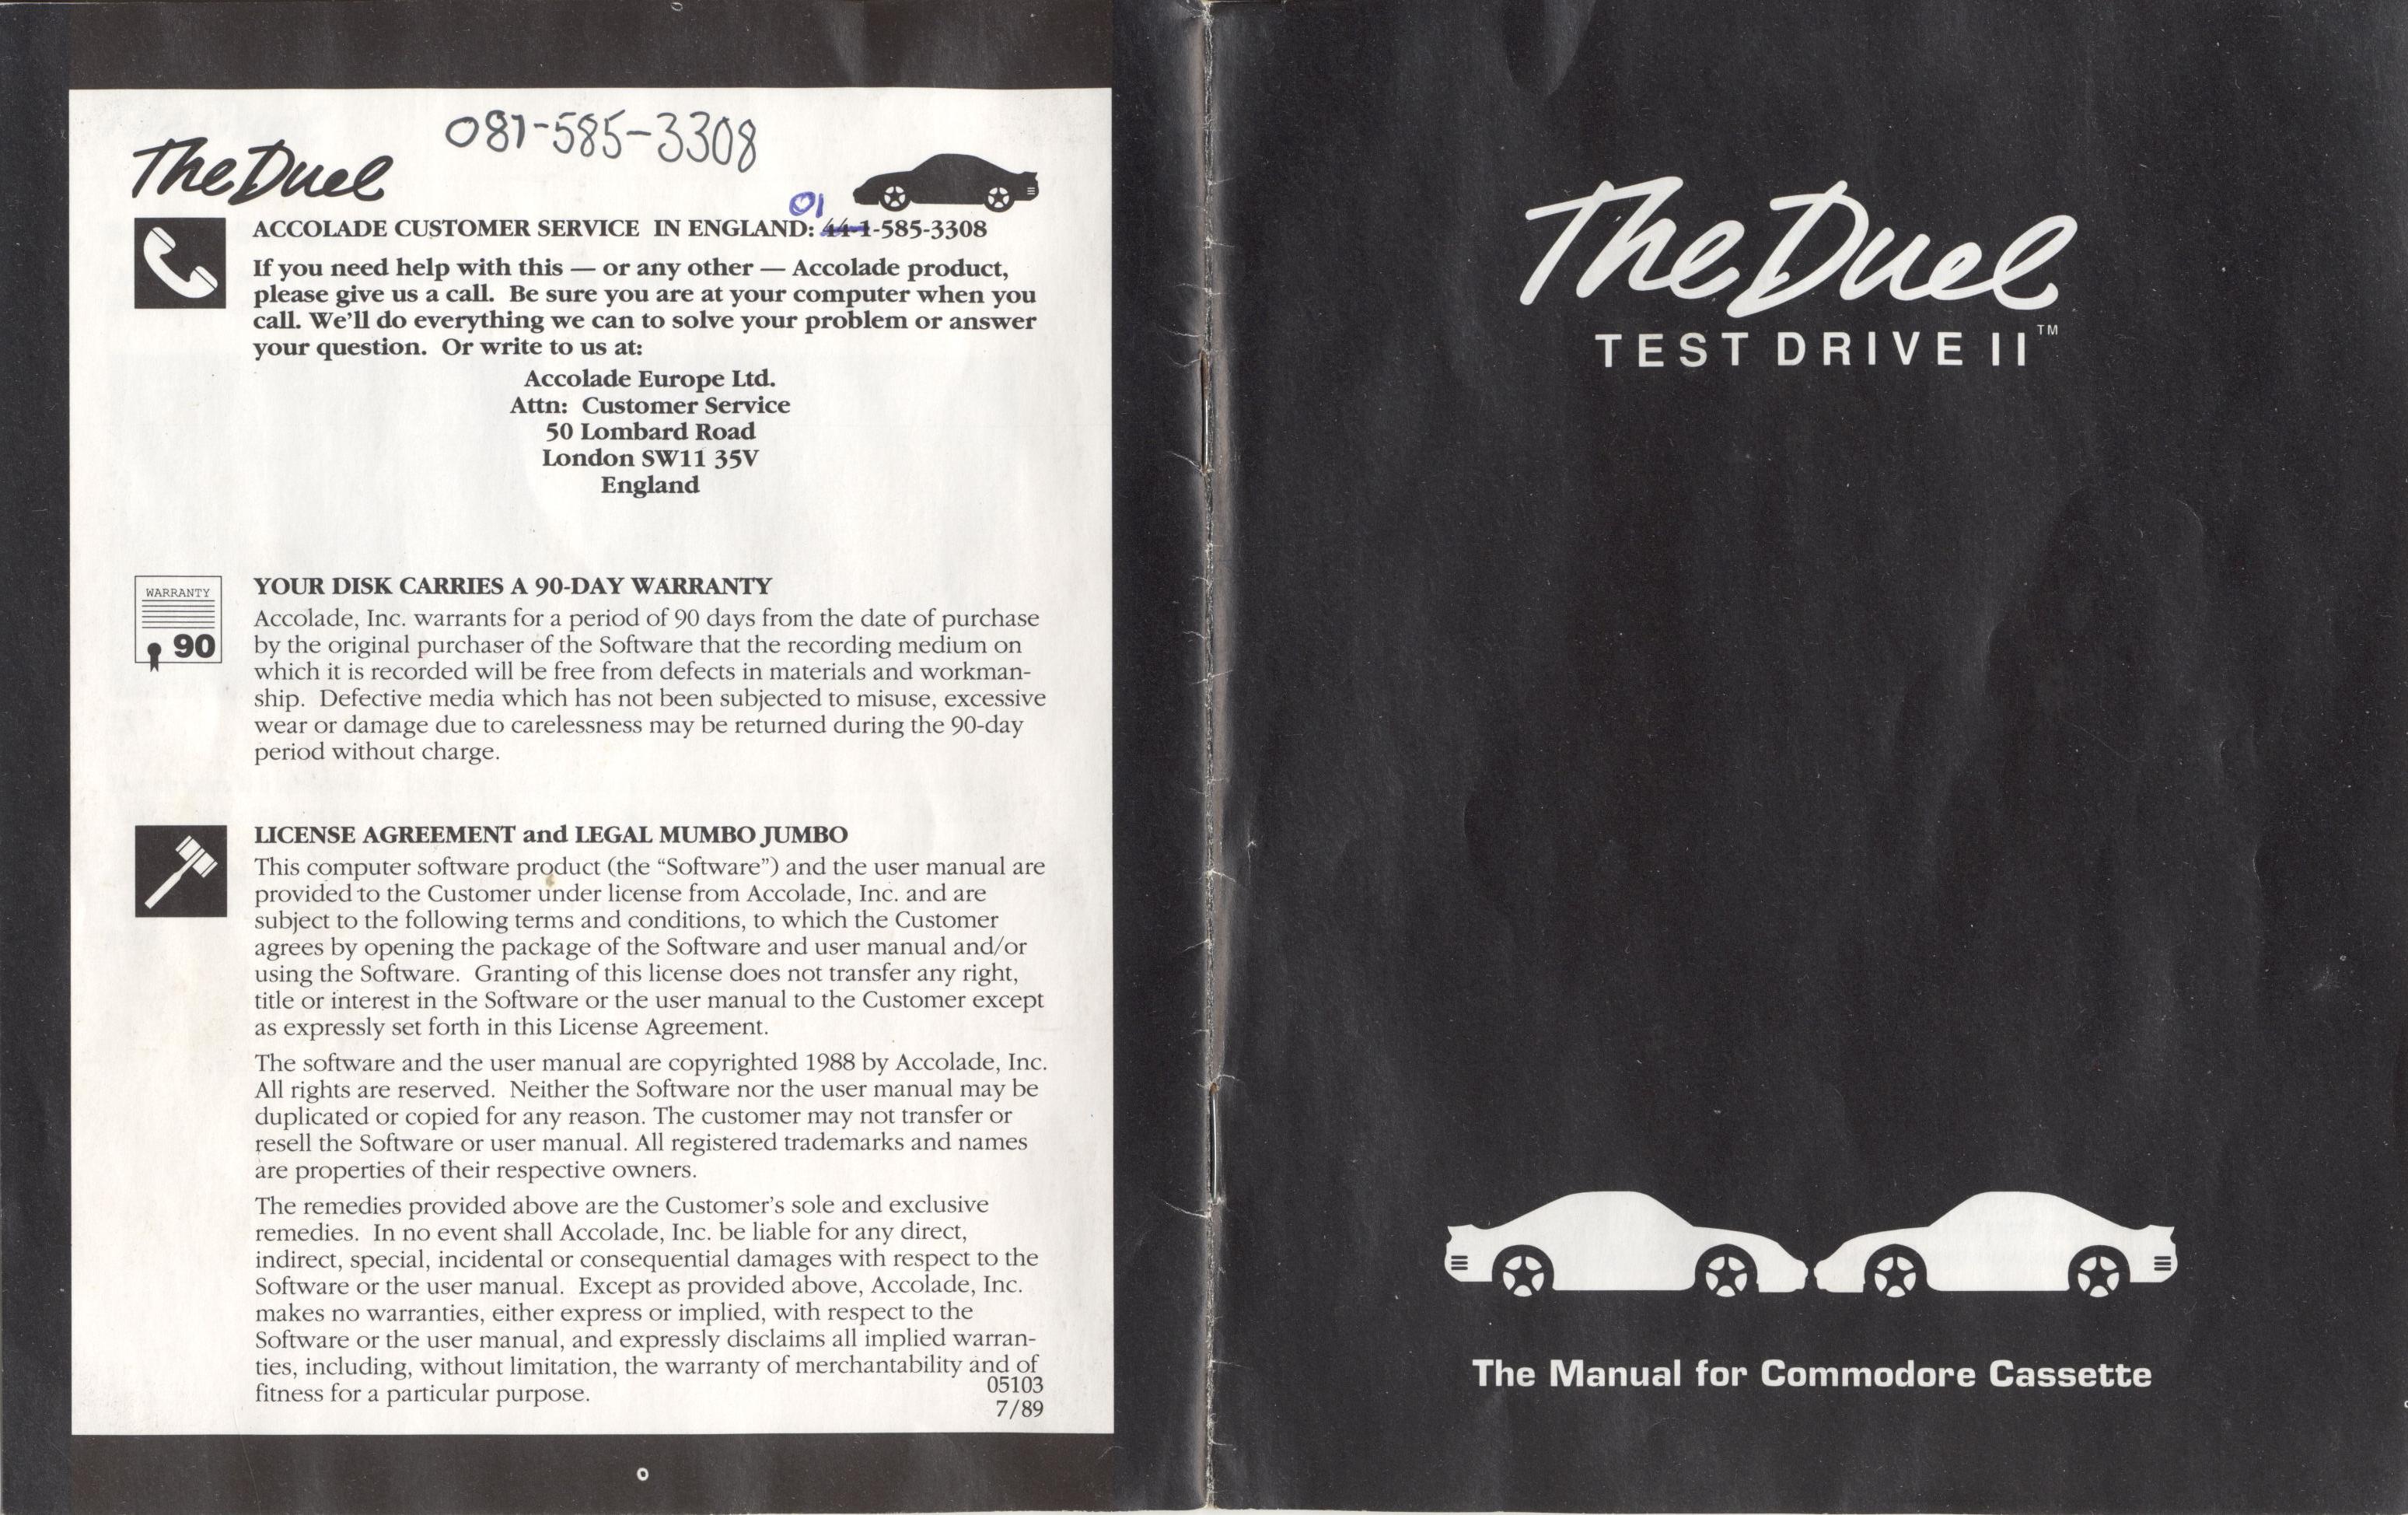 081-585-3308
The Duel
01
ACCOLADE CUSTOMER SERVICE IN ENGLAND: 44-1-585-3308
If you need help with this — or any other — Accolade product,
please give us a call. Be sure you are at your computer when you
call. We'll do everything we can to solve your problem or answer
your question. Or write to us at:
Accolade Europe Ltd.
Attn: Customer Service
50 Lombard Road
London SW11 35V
England
WARRANTY
90
YOUR DISK CARRIES A 90-DAY WARRANTY
Accolade, Inc. warrants for a period of 90 days from the date of purchase
by the original purchaser of the Software that the recording medium on
which it is recorded will be free from defects in materials and workman-
ship. Defective media which has not been subjected to misuse, excessive
wear or damage due to carelessness may be returned during the 90-day
period without charge.
LICENSE AGREEMENT and LEGAL MUMBO JUMBO
This computer software product (the “Software”) and the user manual are
provided to the Customer under license from Accolade, Inc. and are
subject to the following terms and conditions, to which the Customer
agrees by opening the package of the Software and user manual and/or
using the Software. Granting of this license does not transfer any right,
title or interest in the Software or the user manual to the Customer except
as expressly set forth in this License Agreement.
The software and the user manual are copyrighted 1988 by Accolade, Inc.
All rights are reserved. Neither the Software nor the user manual may be
duplicated or copied for any reason. The customer may not transfer or
resell the Software or user manual. All registered trademarks and names
are properties of their respective owners.
The remedies provided above are the Customer's sole and exclusive
remedies. In no event shall Accolade, Inc. be liable for any direct,
indirect, special, incidental or consequential damages with respect to the
Software or the user manual. Except as provided above, Accolade, Inc.
makes no warranties, either express or implied, with respect to the
Software or the user manual, and expressly disclaims all implied warran-
ties, including, without limitation, the warranty of merchantability and of
fitness for a particular purpose.
05103
7/89
The Duel
TEST DRIVE II™
The Manual for Commodore Cassette